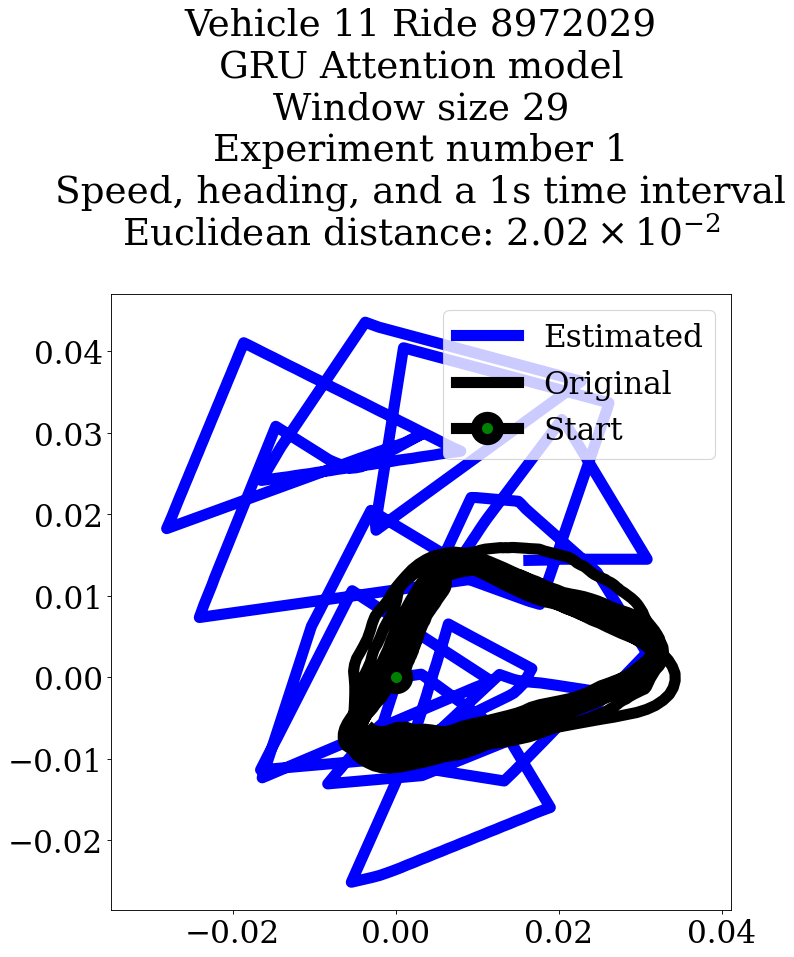 Vehicle 11 Ride 8972029
GRU Attention model
Window size 29
Experiment number 1
Speed, heading, and a 1s time interval
Euclidean distance: 2.02 × 10⁻²
Estimated
Original
Start
0.04
0.03
0.02
0.01
0.00
−0.01
−0.02
−0.02 0.00 0.02 0.04